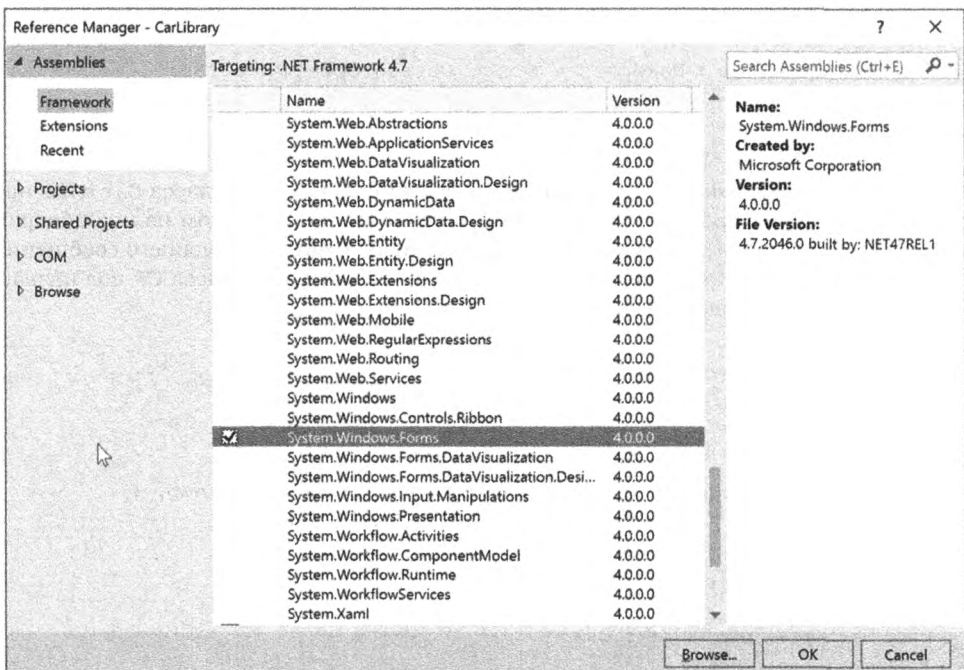 Reference Manager - CarLibrary ? ×
Assemblies
Framework
Extensions
Recent
Projects
Shared Projects
COM
Browse
Targeting: .NET Framework 4.7
Name Version
System.Web.Abstractions 4.0.0.0
System.Web.ApplicationServices 4.0.0.0
System.Web.DataVisualization 4.0.0.0
System.Web.DataVisualization.Design 4.0.0.0
System.Web.DynamicData 4.0.0.0
System.Web.DynamicData.Design 4.0.0.0
System.Web.Entity 4.0.0.0
System.Web.Entity.Design 4.0.0.0
System.Web.Extensions 4.0.0.0
System.Web.Extensions.Design 4.0.0.0
System.Web.Mobile 4.0.0.0
System.Web.RegularExpressions 4.0.0.0
System.Web.Routing 4.0.0.0
System.Web.Services 4.0.0.0
System.Windows 4.0.0.0
System.Windows.Controls.Ribbon 4.0.0.0
System.Windows.Forms 4.0.0.0
System.Windows.Forms.DataVisualization 4.0.0.0
System.Windows.Forms.DataVisualization.Desi... 4.0.0.0
System.Windows.Input.Manipulations 4.0.0.0
System.Windows.Presentation 4.0.0.0
System.Workflow.Activities 4.0.0.0
System.Workflow.ComponentModel 4.0.0.0
System.Workflow.Runtime 4.0.0.0
System.WorkflowServices 4.0.0.0
System.Xaml 4.0.0.0
Search Assemblies (Ctrl+E)
Name:
System.Windows.Forms
Created by:
Microsoft Corporation
Version:
4.0.0.0
File Version:
4.7.2046.0 built by: NET47REL1
Browse... OK Cancel